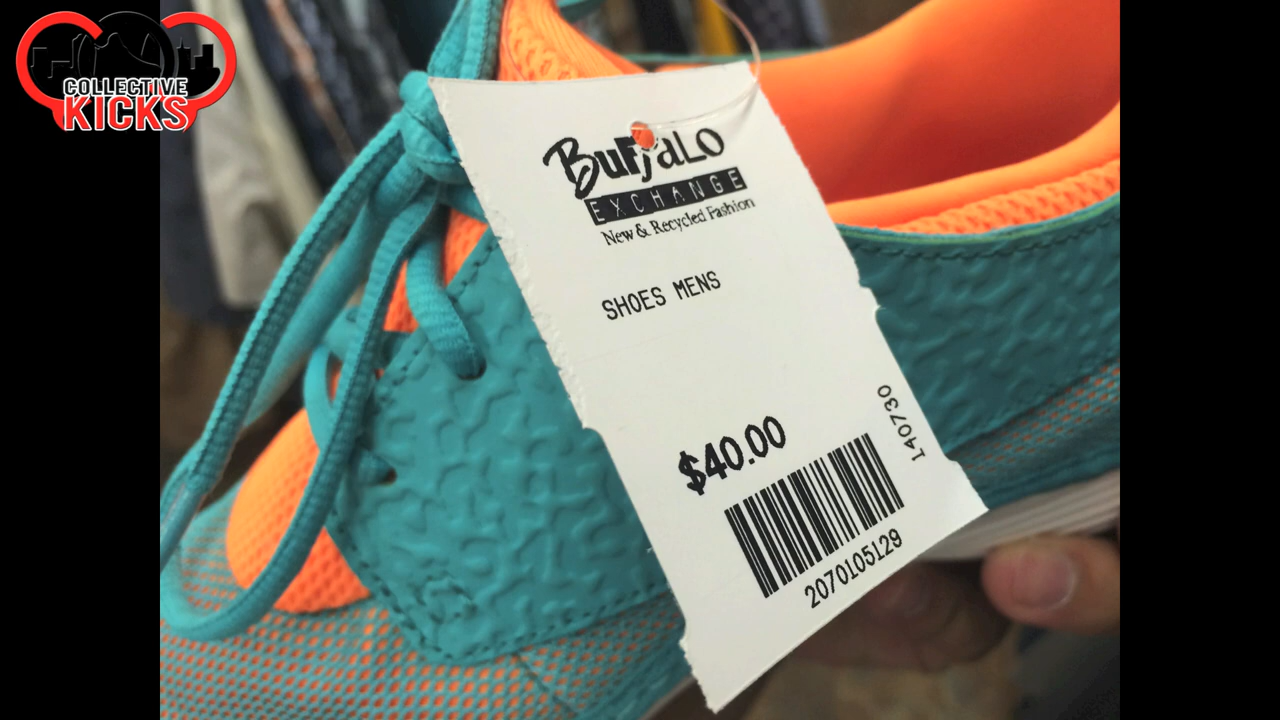 COLLECTIVE
KICKS
BuffaLO
EXCHANGE
New & Recycled Fashion
SHOES MENS
$40.00
140730
2070105129